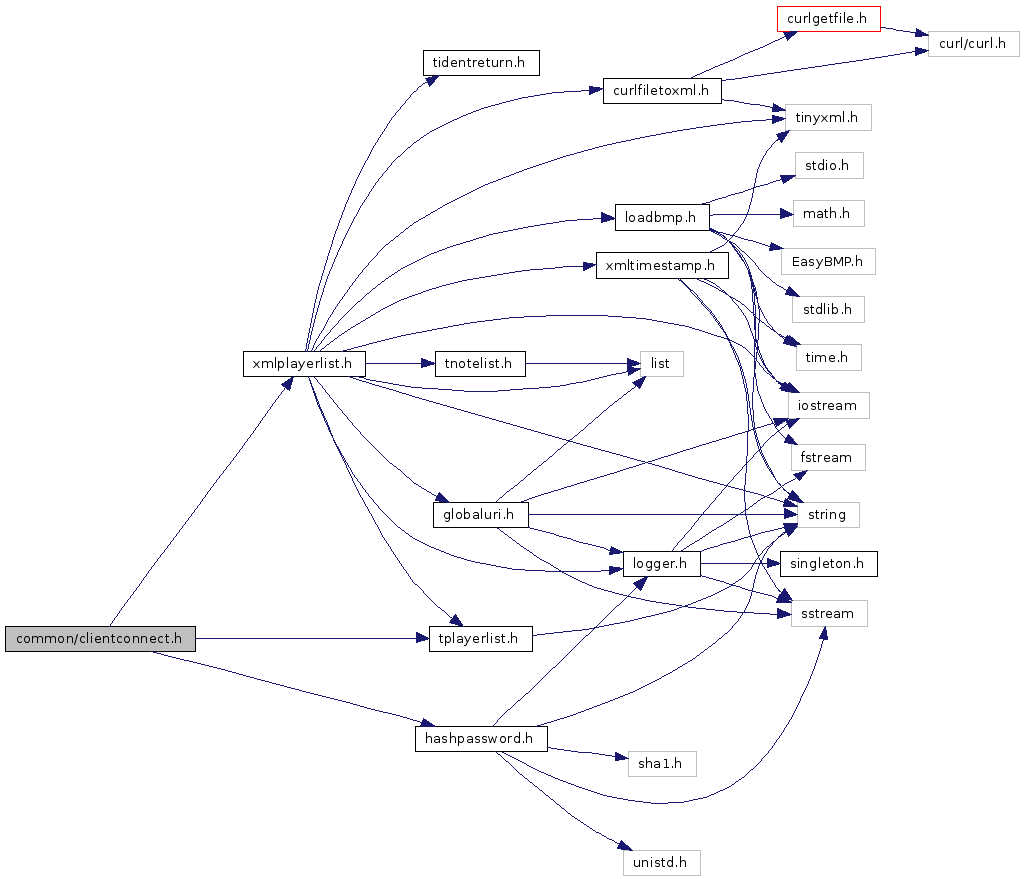 curlgetfile.h
curl/curl.h
tidentreturn.h
curlfiletoxml.h
tinyxml.h
stdio.h
loadbmp.h
math.h
EasyBMP.h
xmltimestamp.h
stdlib.h
time.h
xmlplayerlist.h
tnotelist.h
list
iostream
fstream
globaluri.h
string
logger.h
singleton.h
sstream
common/clientconnect.h
tplayerlist.h
hashpassword.h
sha1.h
unistd.h